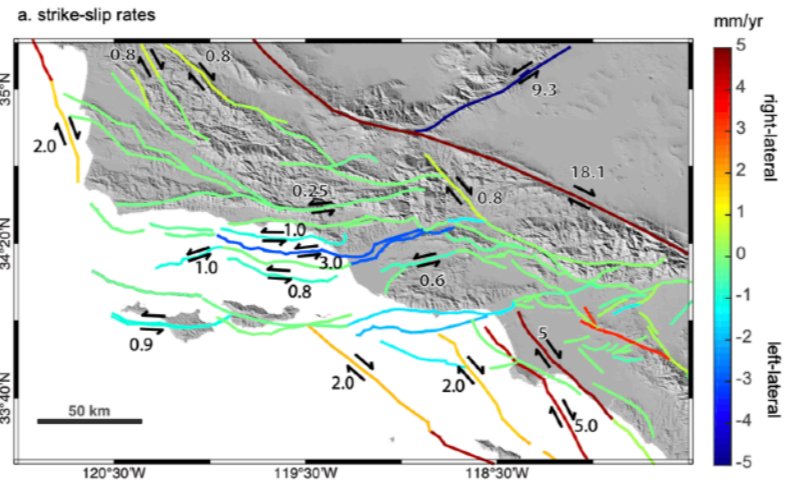 a. strike-slip rates
mm/yr
0.8
0.8
9.3
2.0
18.1
0.8
0.25
1.0
3.0
1.0
0.8
0.6
0.9
2.0
2.0
5
5.0
50 km
35°N
34°20'N
33°40'N
120°30'W
119°30'W
118°30'W
5
4
3
2
1
0
-1
-2
-3
-4
-5
right-lateral
left-lateral